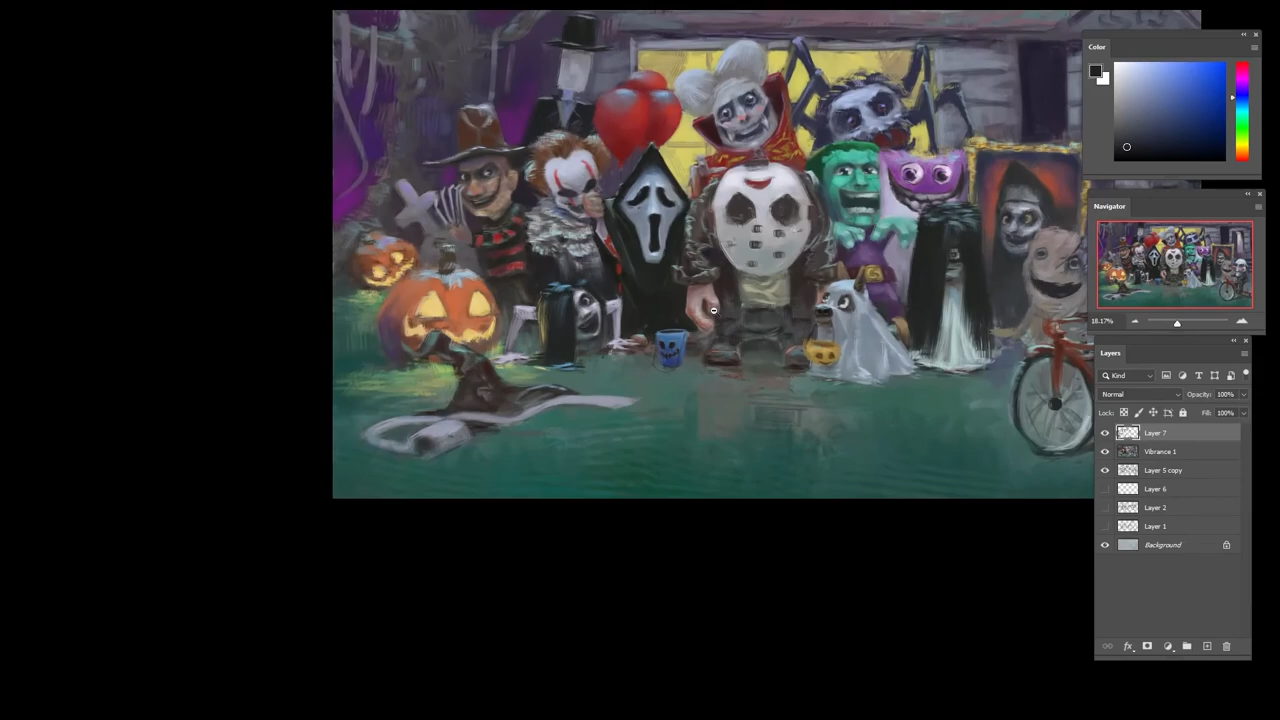 Color
Navigator
18.17%
Layers
Kind
Normal
Opacity: 100%
Lock:
Fill: 100%
Layer 7
Vibrance 1
Layer 5 copy
Layer 6
Layer 2
Layer 1
Background
fx